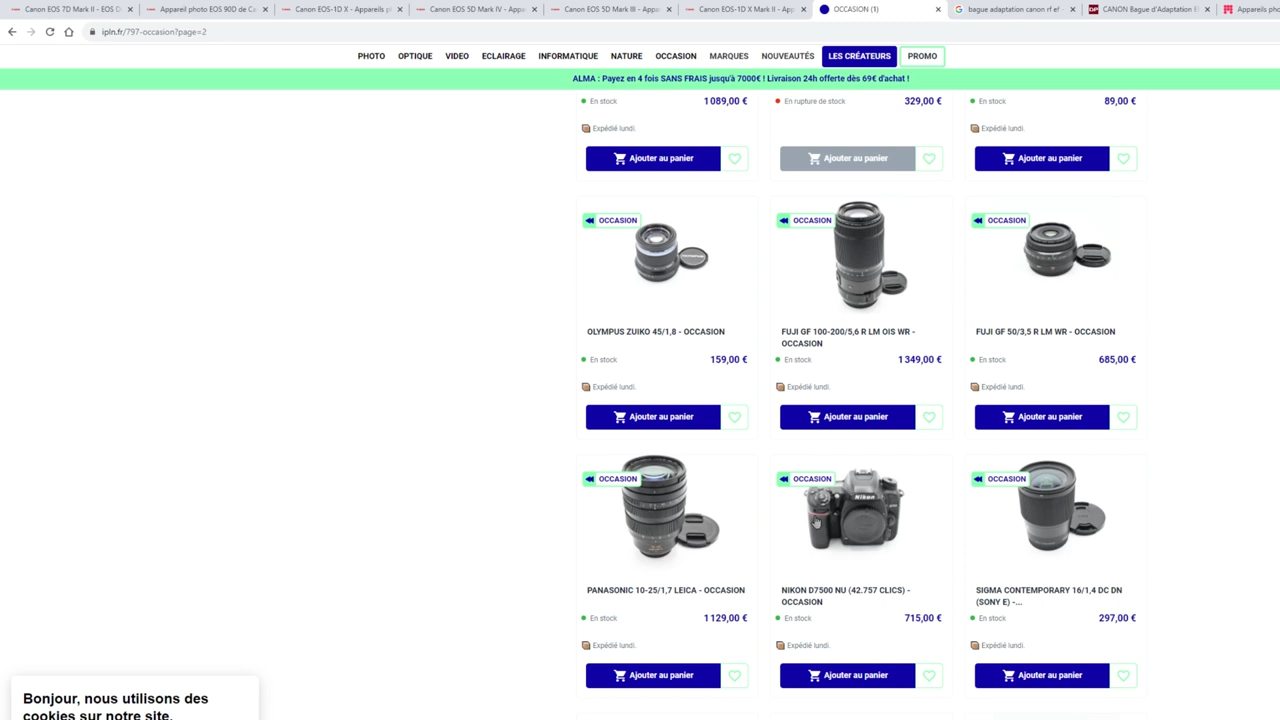 Canon EOS 7D Mark II - EOS D
Appareil photo EOS 90D de Ca
Canon EOS-1D X - Appareils pl
Canon EOS 5D Mark IV - Appa
Canon EOS 5D Mark III - Appa
Canon EOS-1D X Mark II - App
OCCASION (1)
bague adaptation canon rf ef -
CANON Bague d'Adaptation E
Appareils pho
ipln.fr/797-occasion?page=2
PHOTO OPTIQUE VIDEO ECLAIRAGE INFORMATIQUE NATURE OCCASION MARQUES NOUVEAUTÉS LES CRÉATEURS PROMO
ALMA : Payez en 4 fois SANS FRAIS jusqu'à 7000€ ! Livraison 24h offerte dès 69€ d'achat !
En stock 1 089,00 €
En rupture de stock 329,00 €
En stock 89,00 €
Expédié lundi.
Expédié lundi.
Ajouter au panier
Ajouter au panier
Ajouter au panier
OCCASION
OCCASION
OCCASION
OLYMPUS ZUIKO 45/1,8 - OCCASION
FUJI GF 100-200/5,6 R LM OIS WR -
OCCASION
FUJI GF 50/3,5 R LM WR - OCCASION
En stock 159,00 €
En stock 1 349,00 €
En stock 685,00 €
Expédié lundi.
Expédié lundi.
Expédié lundi.
Ajouter au panier
Ajouter au panier
Ajouter au panier
OCCASION
OCCASION
OCCASION
Nikon
PANASONIC 10-25/1,7 LEICA - OCCASION
NIKON D7500 NU (42.757 CLICS) -
OCCASION
SIGMA CONTEMPORARY 16/1,4 DC DN
(SONY E) -...
En stock 1 129,00 €
En stock 715,00 €
En stock 297,00 €
Expédié lundi.
Expédié lundi.
Expédié lundi.
Ajouter au panier
Ajouter au panier
Ajouter au panier
Bonjour, nous utilisons des
cookies sur notre site.